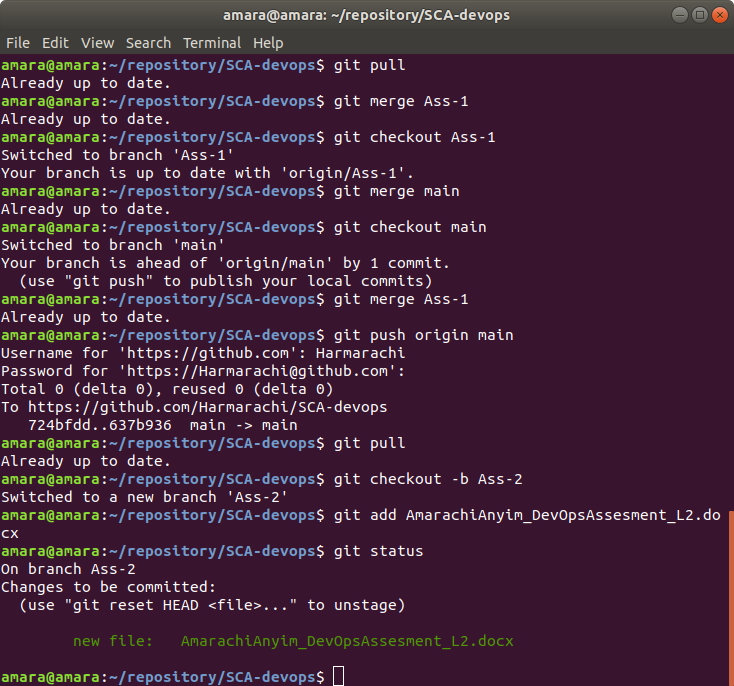 amara@amara: ~/repository/SCA-devops
File Edit View Search Terminal Help
amara@amara:~/repository/SCA-devops$ git pull
Already up to date.
amara@amara:~/repository/SCA-devops$ git merge Ass-1
Already up to date.
amara@amara:~/repository/SCA-devops$ git checkout Ass-1
Switched to branch 'Ass-1'
Your branch is up to date with 'origin/Ass-1'.
amara@amara:~/repository/SCA-devops$ git merge main
Already up to date.
amara@amara:~/repository/SCA-devops$ git checkout main
Switched to branch 'main'
Your branch is ahead of 'origin/main' by 1 commit.
  (use "git push" to publish your local commits)
amara@amara:~/repository/SCA-devops$ git merge Ass-1
Already up to date.
amara@amara:~/repository/SCA-devops$ git push origin main
Username for 'https://github.com': Harmarachi
Password for 'https://Harmarachi@github.com':
Total 0 (delta 0), reused 0 (delta 0)
To https://github.com/Harmarachi/SCA-devops
   724bfdd..637b936  main -> main
amara@amara:~/repository/SCA-devops$ git pull
Already up to date.
amara@amara:~/repository/SCA-devops$ git checkout -b Ass-2
Switched to a new branch 'Ass-2'
amara@amara:~/repository/SCA-devops$ git add AmarachiAnyim_DevOpsAssesment_L2.do
cx
amara@amara:~/repository/SCA-devops$ git status
On branch Ass-2
Changes to be committed:
  (use "git reset HEAD <file>..." to unstage)
        new file:   AmarachiAnyim_DevOpsAssesment_L2.docx
amara@amara:~/repository/SCA-devops$